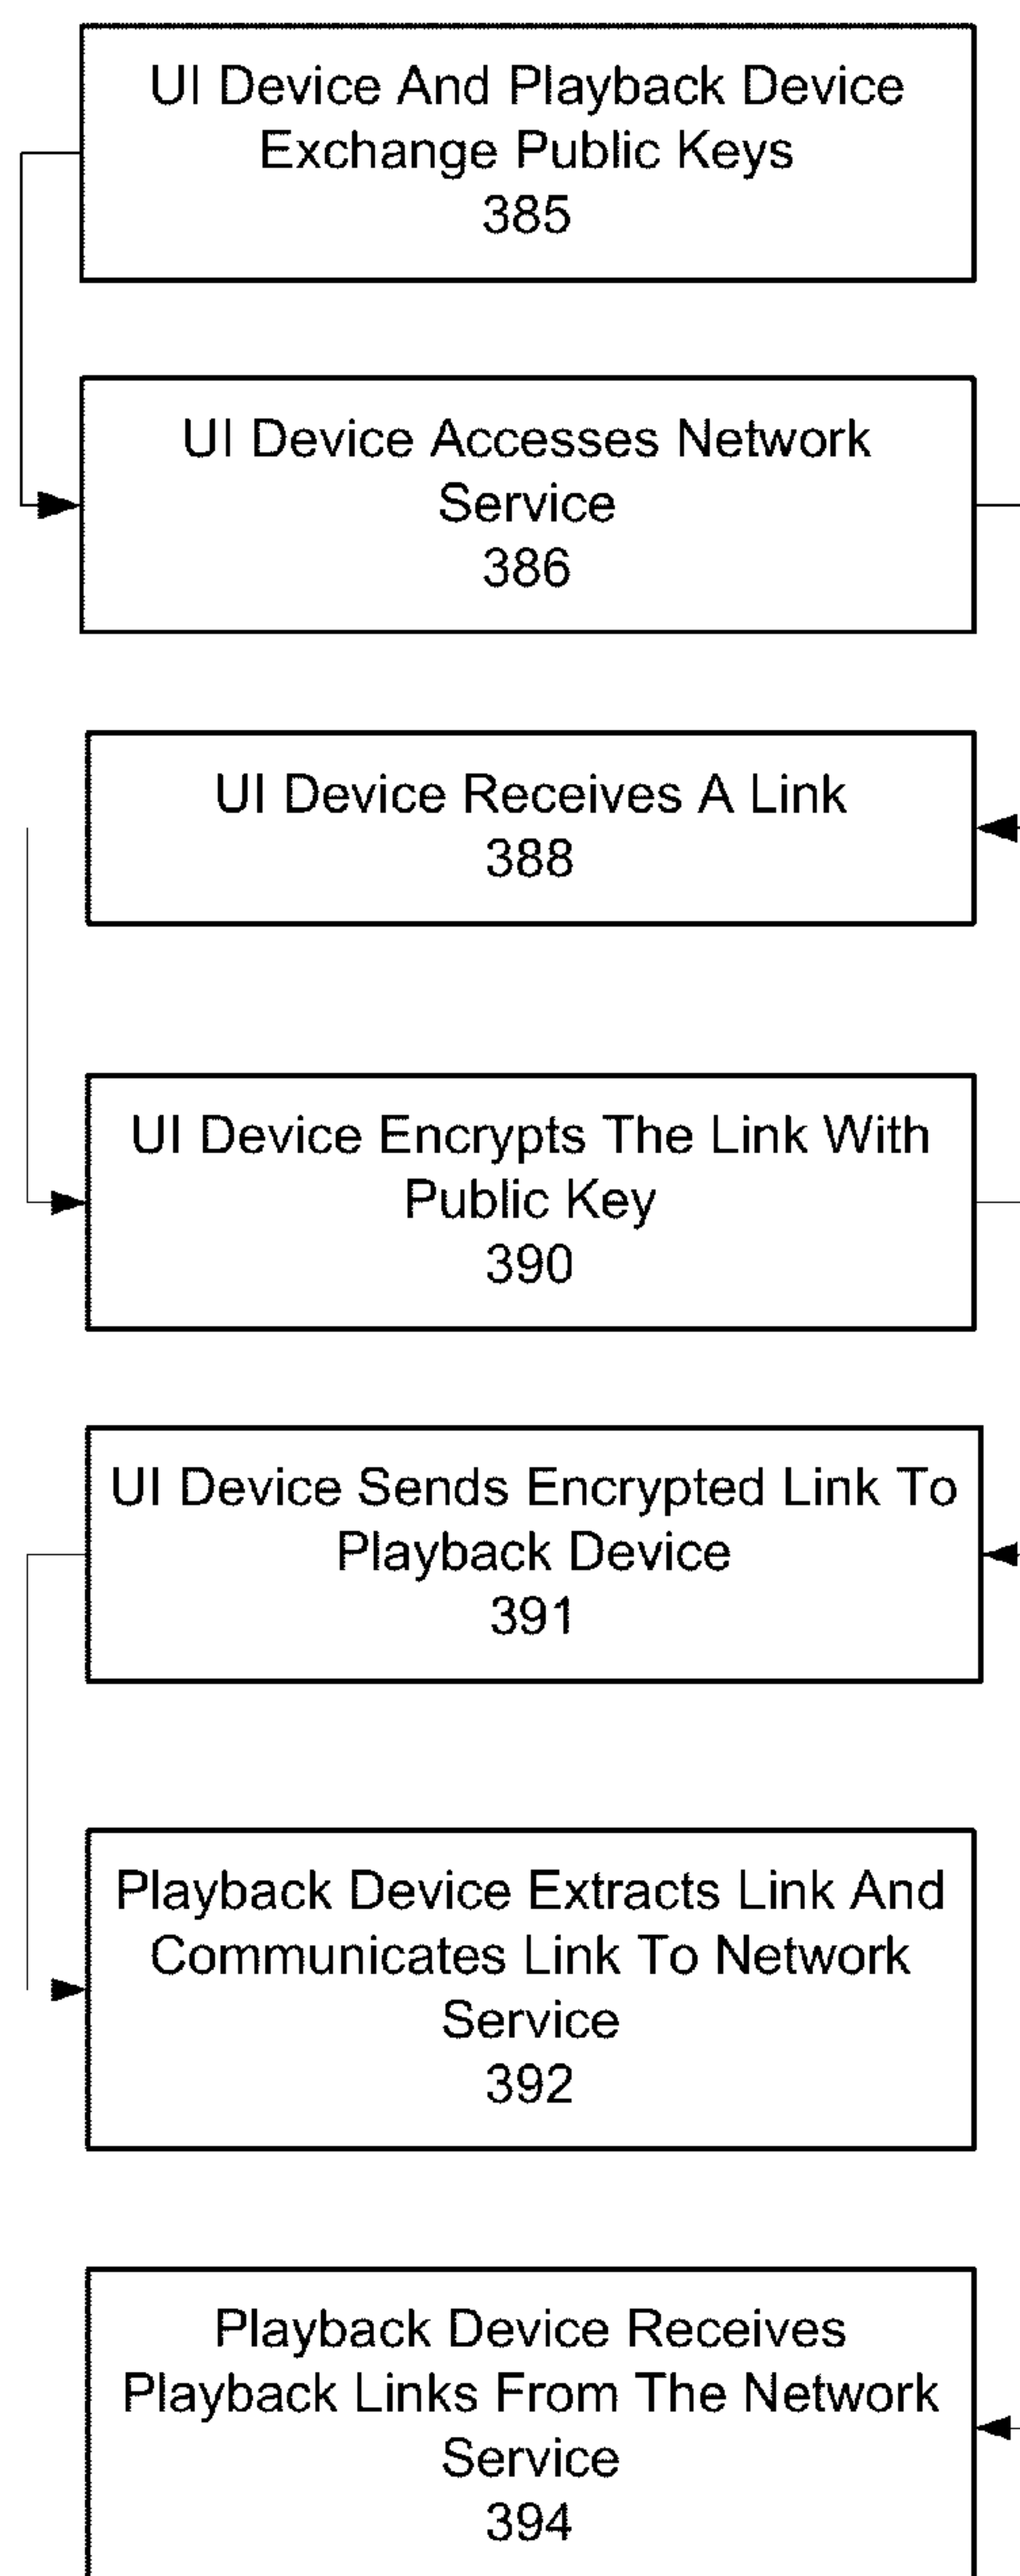 UI Device And Playback Device
Exchange Public Keys
385
UI Device Accesses Network
Service
386
UI Device Receives A Link
388
UI Device Encrypts The Link With
Public Key
390
UI Device Sends Encrypted Link To
Playback Device
391
Playback Device Extracts Link And
Communicates Link To Network
Service
392
Playback Device Receives
Playback Links From The Network
Service
394